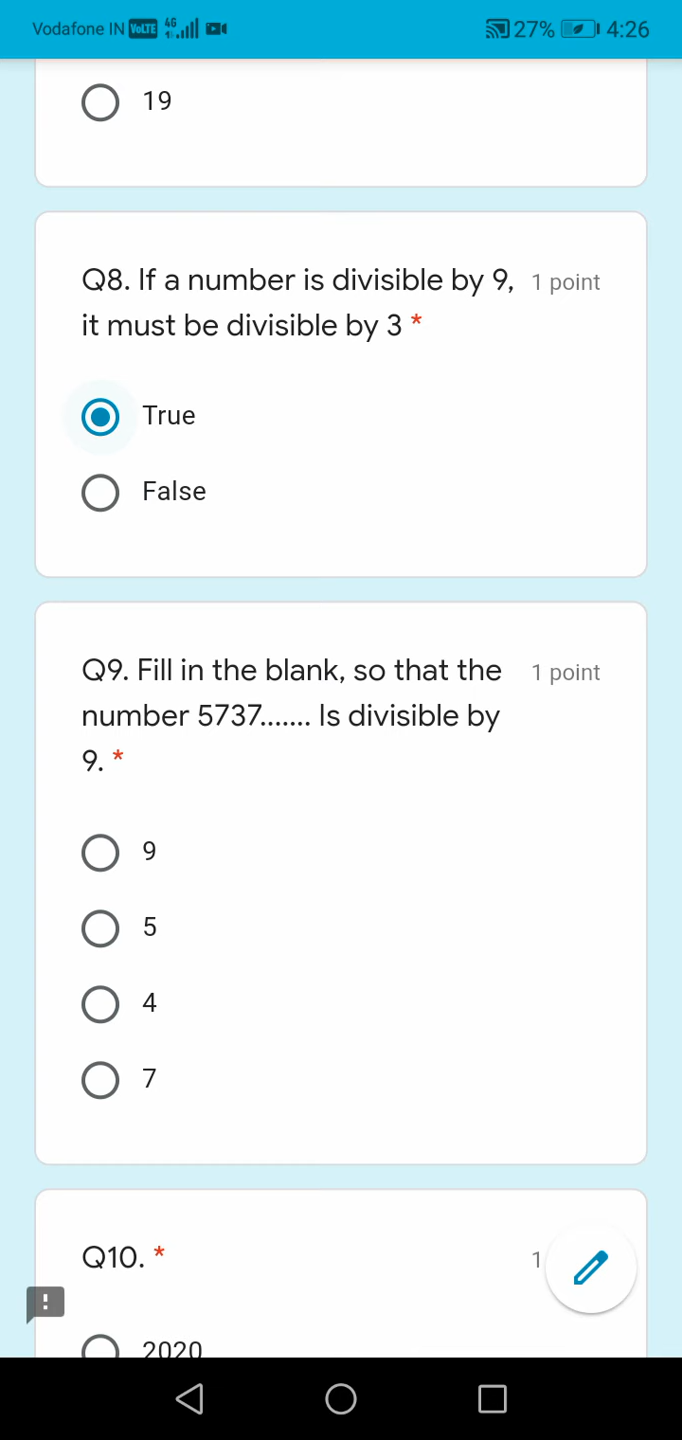 Vodafone IN VoLTE 4G 27% 4:26
19
Q8. If a number is divisible by 9, 1 point
it must be divisible by 3 *
True
False
Q9. Fill in the blank, so that the 1 point
number 5737....... Is divisible by
9. *
9
5
4
7
Q10. * 1
2020